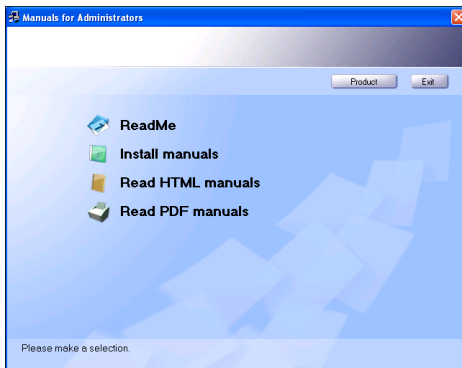 Manuals for Administrators
Product Exit
ReadMe
Install manuals
Read HTML manuals
Read PDF manuals
Please make a selection.